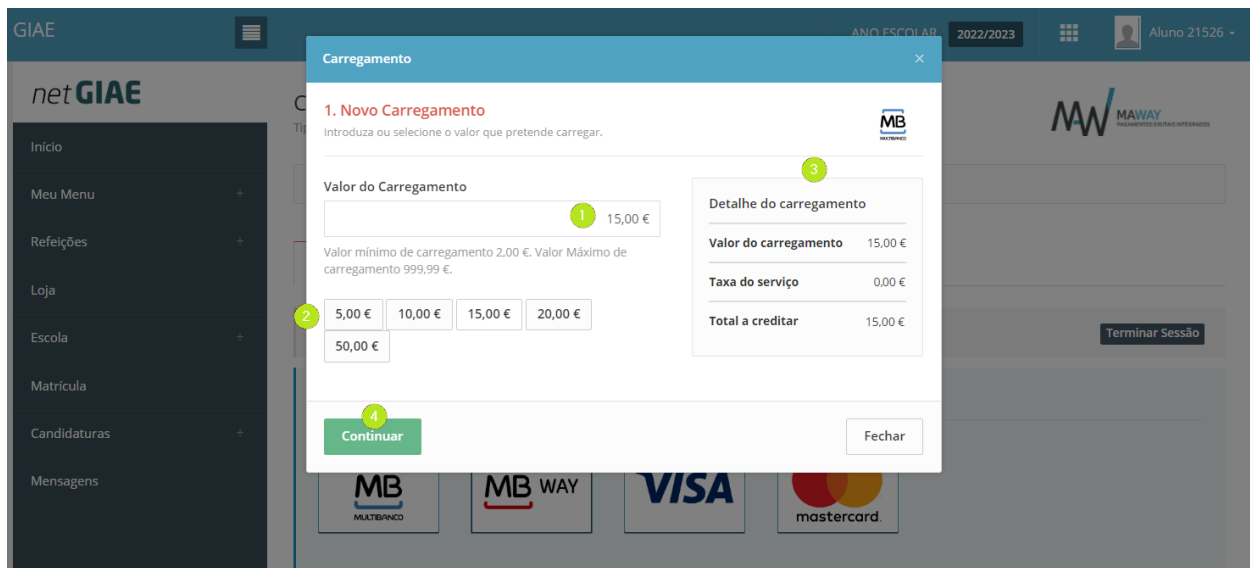 GIAE
ANO ESCOLAR 2022/2023
Aluno 21526
net GIAE
Início
Meu Menu +
Refeições +
Loja
Escola +
Matrícula
Candidaturas +
Mensagens
Carregamento ×
1. Novo Carregamento
Introduza ou selecione o valor que pretende carregar.
MB
MULTIBANCO
Valor do Carregamento
1 15,00 €
Valor mínimo de carregamento 2,00 €. Valor Máximo de
carregamento 999,99 €.
2 5,00 € 10,00 € 15,00 € 20,00 €
50,00 €
3
Detalhe do carregamento
Valor do carregamento 15,00 €
Taxa do serviço 0,00 €
Total a creditar 15,00 €
4
Continuar
Fechar
MAWAY
PAGAMENTOS DIGITAIS INTEGRADOS
Terminar Sessão
MB
MULTIBANCO
MB WAY
VISA
mastercard.